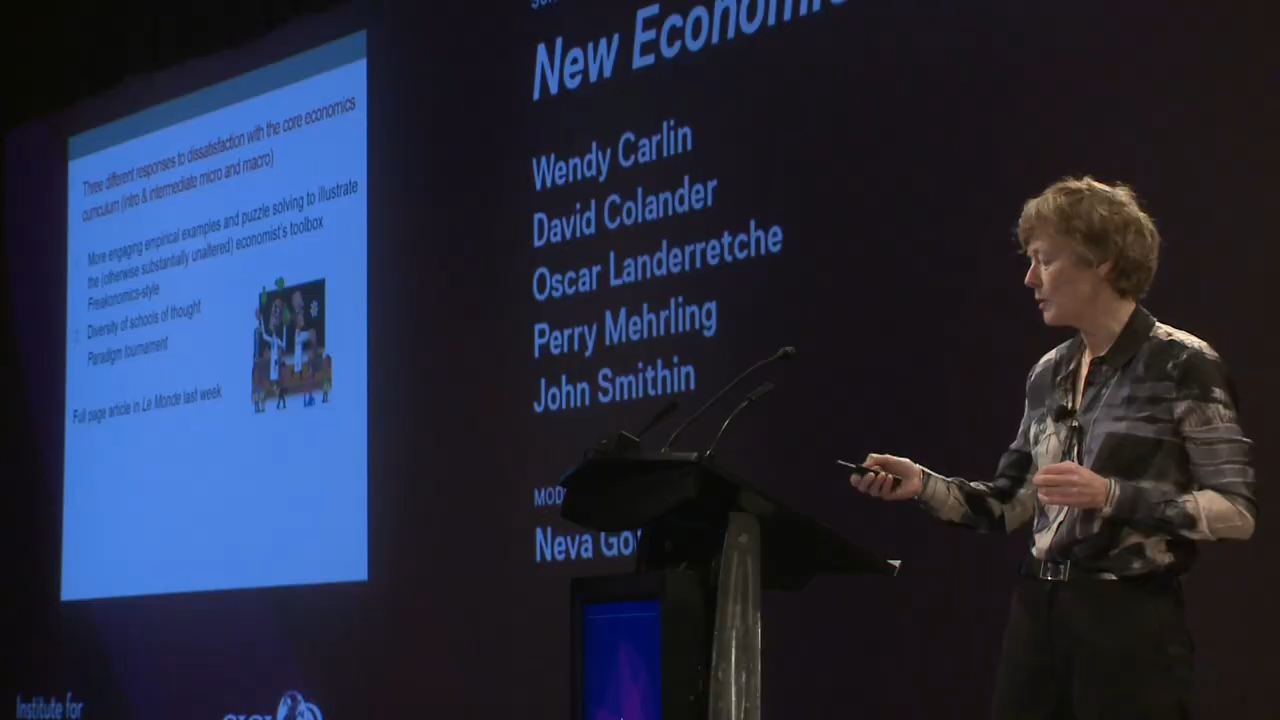 Three different responses to dissatisfaction with the core economics
curriculum (intro & intermediate micro and macro)
More engaging empirical examples and puzzle solving to illustrate
the (otherwise substantially unaltered) economist's toolbox
Freakonomics-style
Diversity of schools of thought
Paradigm tournament
Full page article in Le Monde last week
New Economic
Wendy Carlin
David Colander
Oscar Landerretche
Perry Mehrling
John Smithin
MOD
Neva Go
Institute for
CIGI